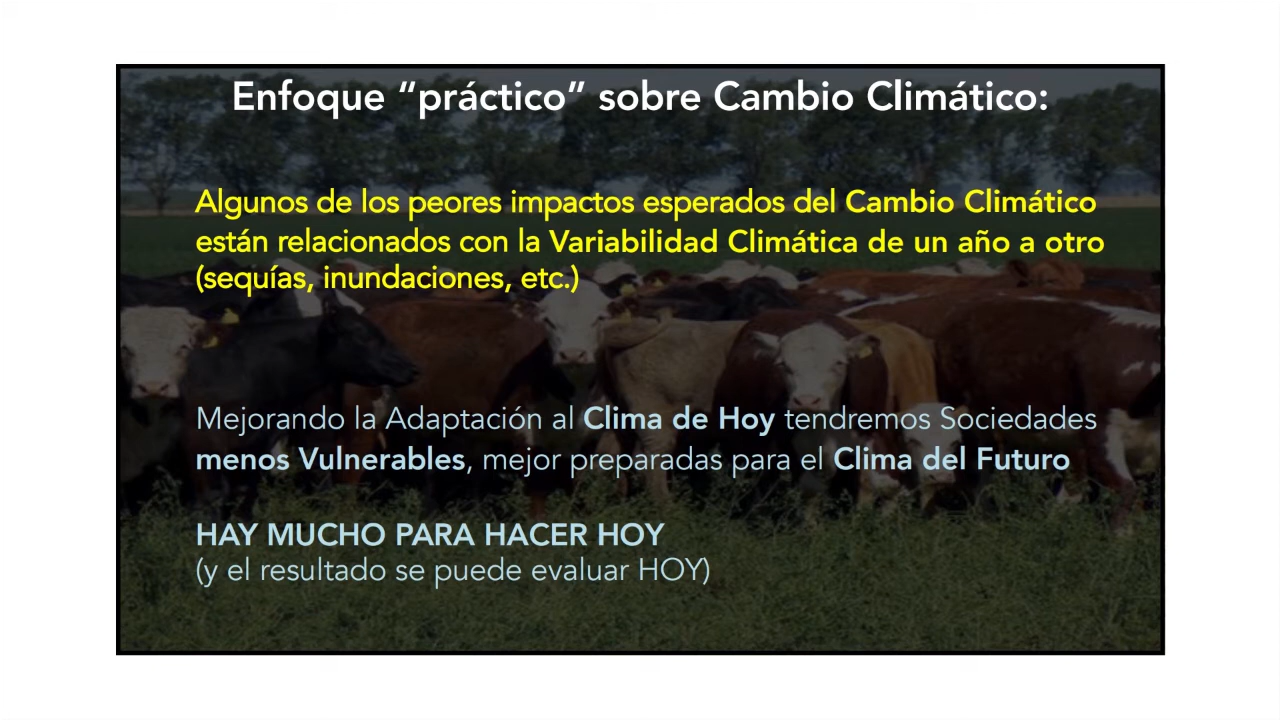 Enfoque “práctico” sobre Cambio Climático:
Algunos de los peores impactos esperados del Cambio Climático
están relacionados con la Variabilidad Climática de un año a otro
(sequías, inundaciones, etc.)
Mejorando la Adaptación al Clima de Hoy tendremos Sociedades
menos Vulnerables, mejor preparadas para el Clima del Futuro
HAY MUCHO PARA HACER HOY
(y el resultado se puede evaluar HOY)